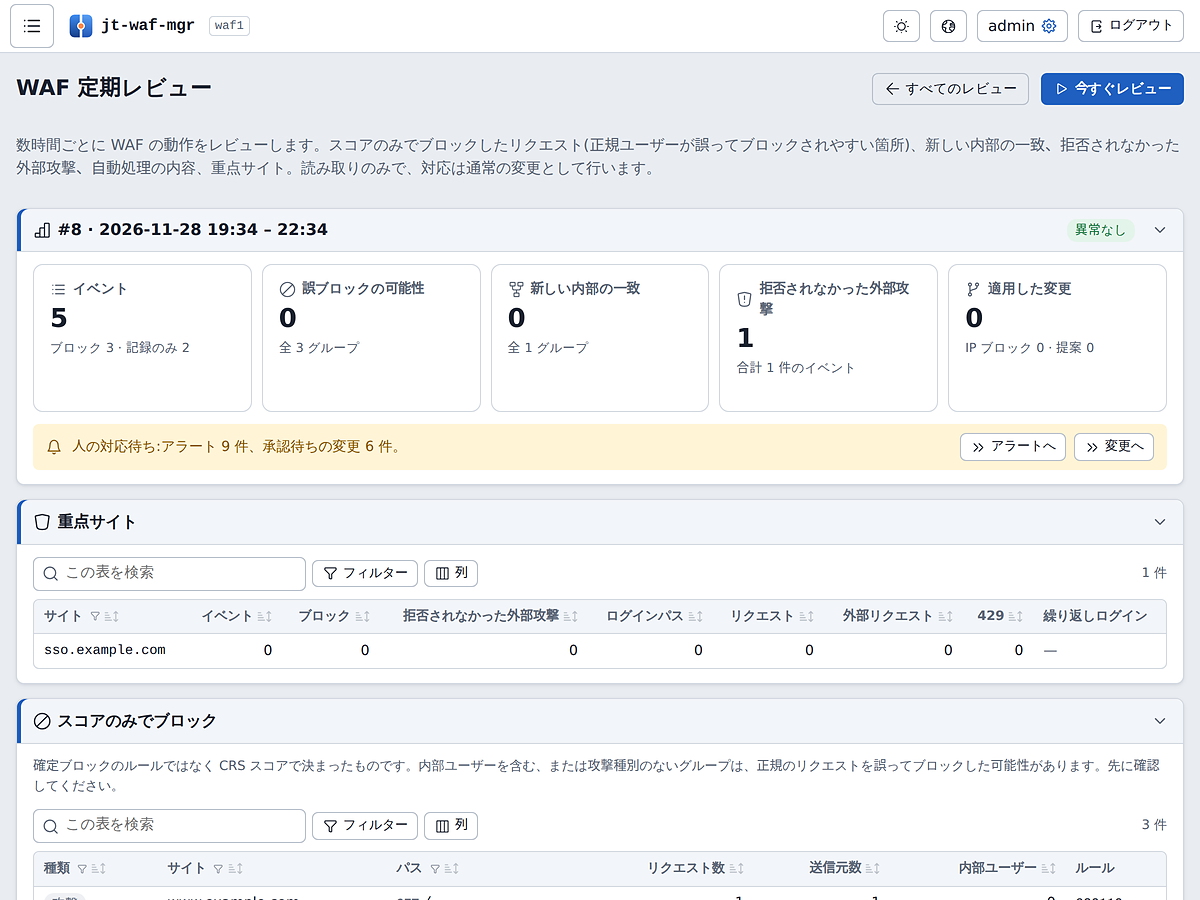 jt-waf-mgr waf1 admin ログアウト
WAF 定期レビュー すべてのレビュー 今すぐレビュー
数時間ごとに WAF の動作をレビューします。スコアのみでブロックしたリクエスト(正規ユーザーが誤ってブロックされやすい箇所)、新しい内部の一致、拒否されなかった
外部攻撃、自動処理の内容、重点サイト。読み取りのみで、対応は通常の変更として行います。
#8 · 2026-11-28 19:34 – 22:34 異常なし
イベント
5
ブロック 3 · 記録のみ 2
誤ブロックの可能性
0
全 3 グループ
新しい内部の一致
0
全 1 グループ
拒否されなかった外部攻
撃
1
合計 1 件のイベント
適用した変更
0
IP ブロック 0 · 提案 0
人の対応待ち:アラート 9 件、承認待ちの変更 6 件。 アラートへ 変更へ
重点サイト
この表を検索 フィルター 列 1 件
サイト イベント ブロック 拒否されなかった外部攻撃 ログインパス リクエスト 外部リクエスト 429 繰り返しログイン
sso.example.com 0 0 0 0 0 0 0 —
スコアのみでブロック
確定ブロックのルールではなく CRS スコアで決まったものです。内部ユーザーを含む、または攻撃種別のないグループは、正規のリクエストを誤ってブロックした可能性があります。先に確認
してください。
この表を検索 フィルター 列 3 件
種類 サイト パス リクエスト数 送信元数 内部ユーザー ルール